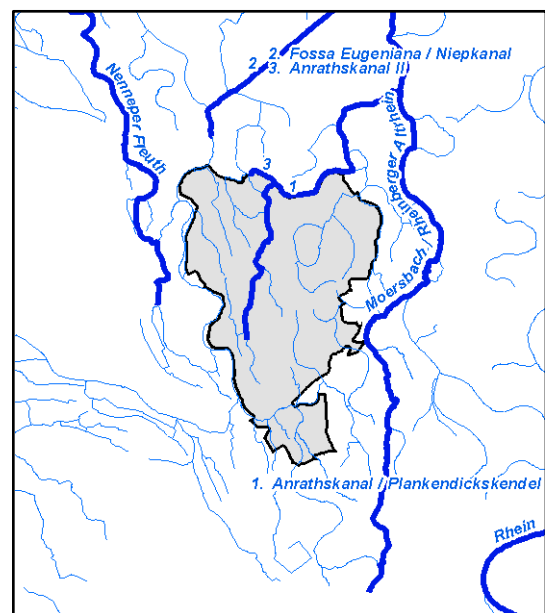 2. Fossa Eugeniana / Niepkanal
2
3. Anrathskanal II
Nenneper Fleuth
3
1
Moersbach / Rheinberger Altrhein
1. Anrathskanal / Plankendickskendel
Rhein